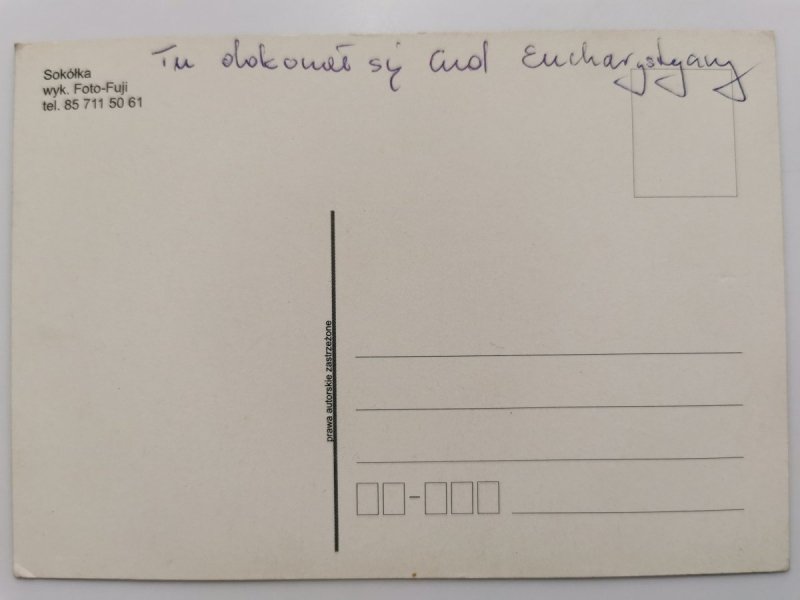 Tu dokonał się Cud Eucharystyczny
Sokółka
wyk. Foto-Fuji
tel. 85 711 50 61
prawa autorskie zastrzeżone